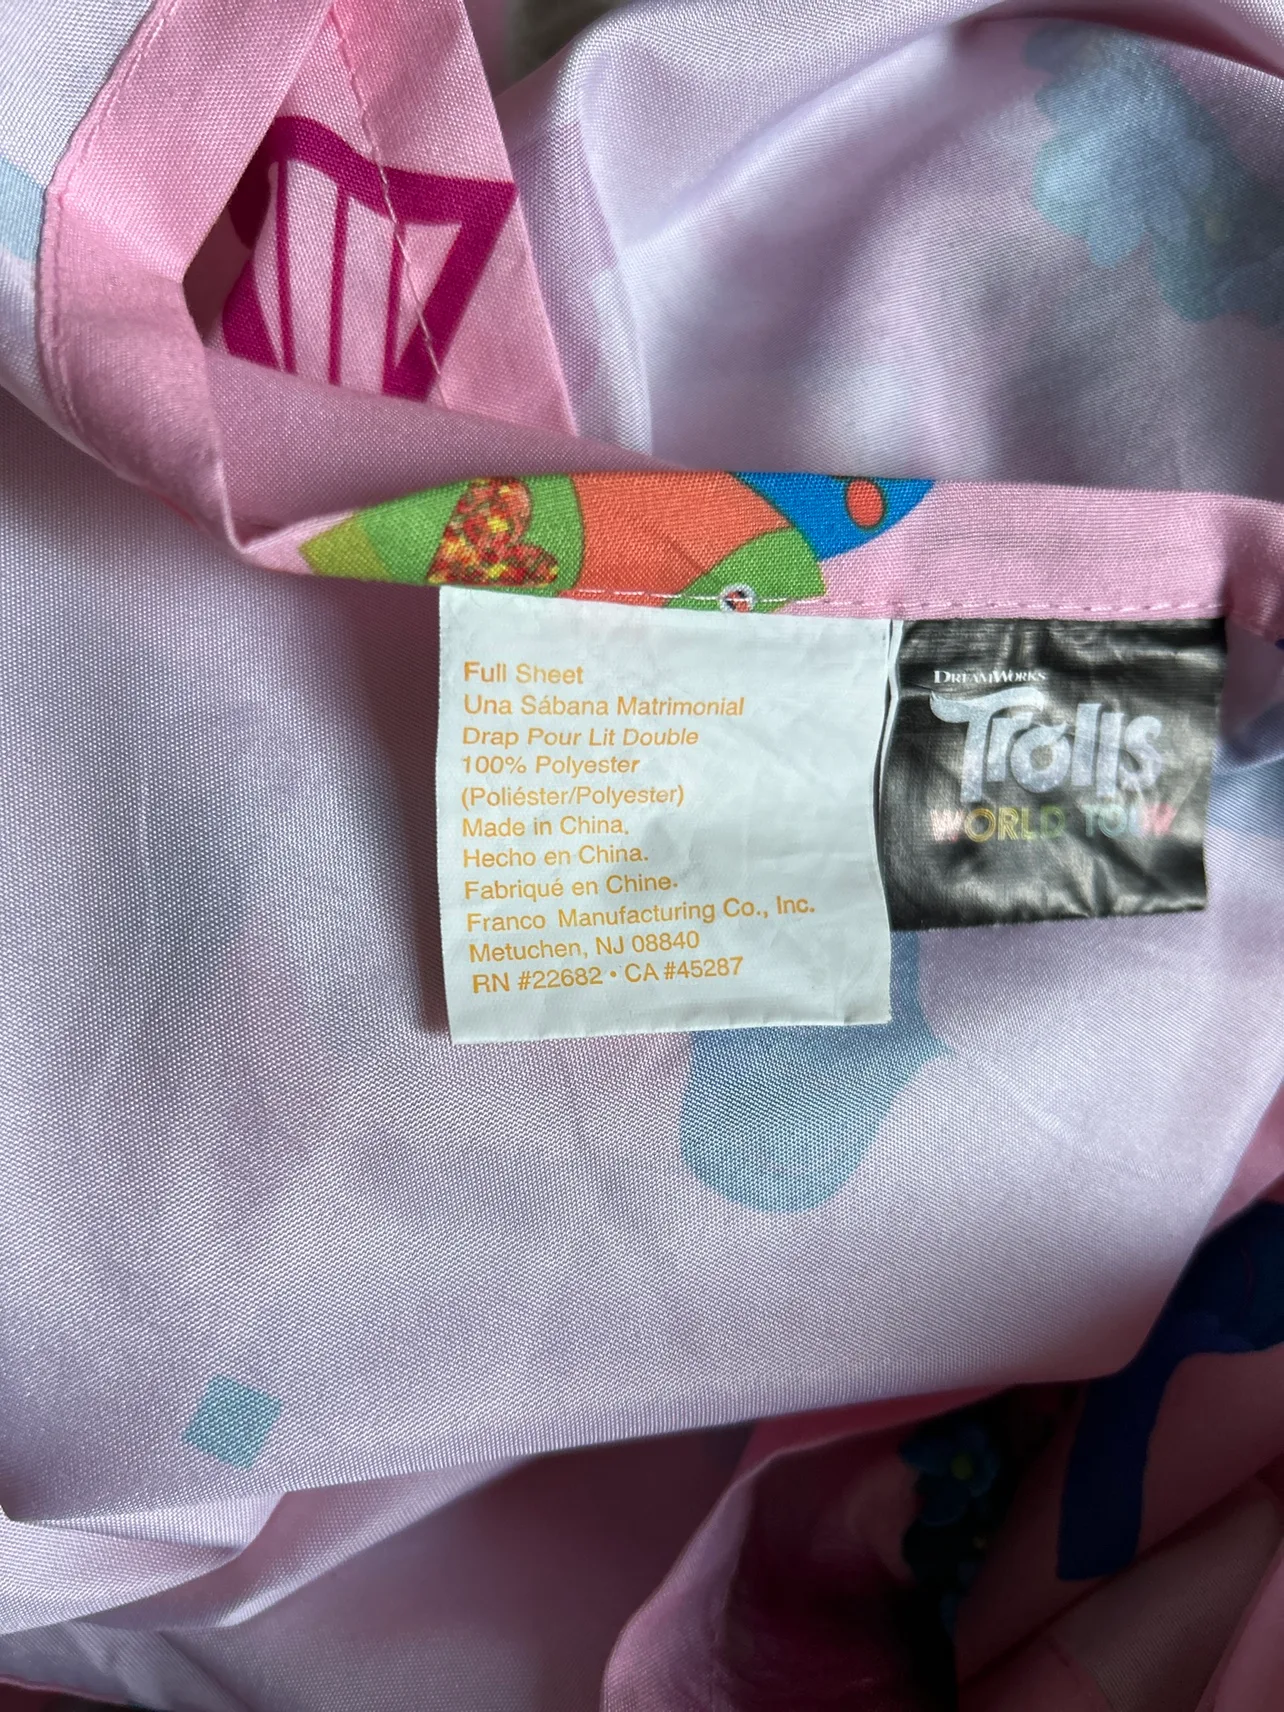 Full Sheet
Una Sábana Matrimonial
Drap Pour Lit Double
100% Polyester
(Poliéster/Polyester)
Made in China.
Hecho en China.
Fabriqué en Chine.
Franco Manufacturing Co., Inc.
Metuchen, NJ 08840
RN #22682 • CA #45287
DREAMWORKS
Trolls
WORLD TOUR